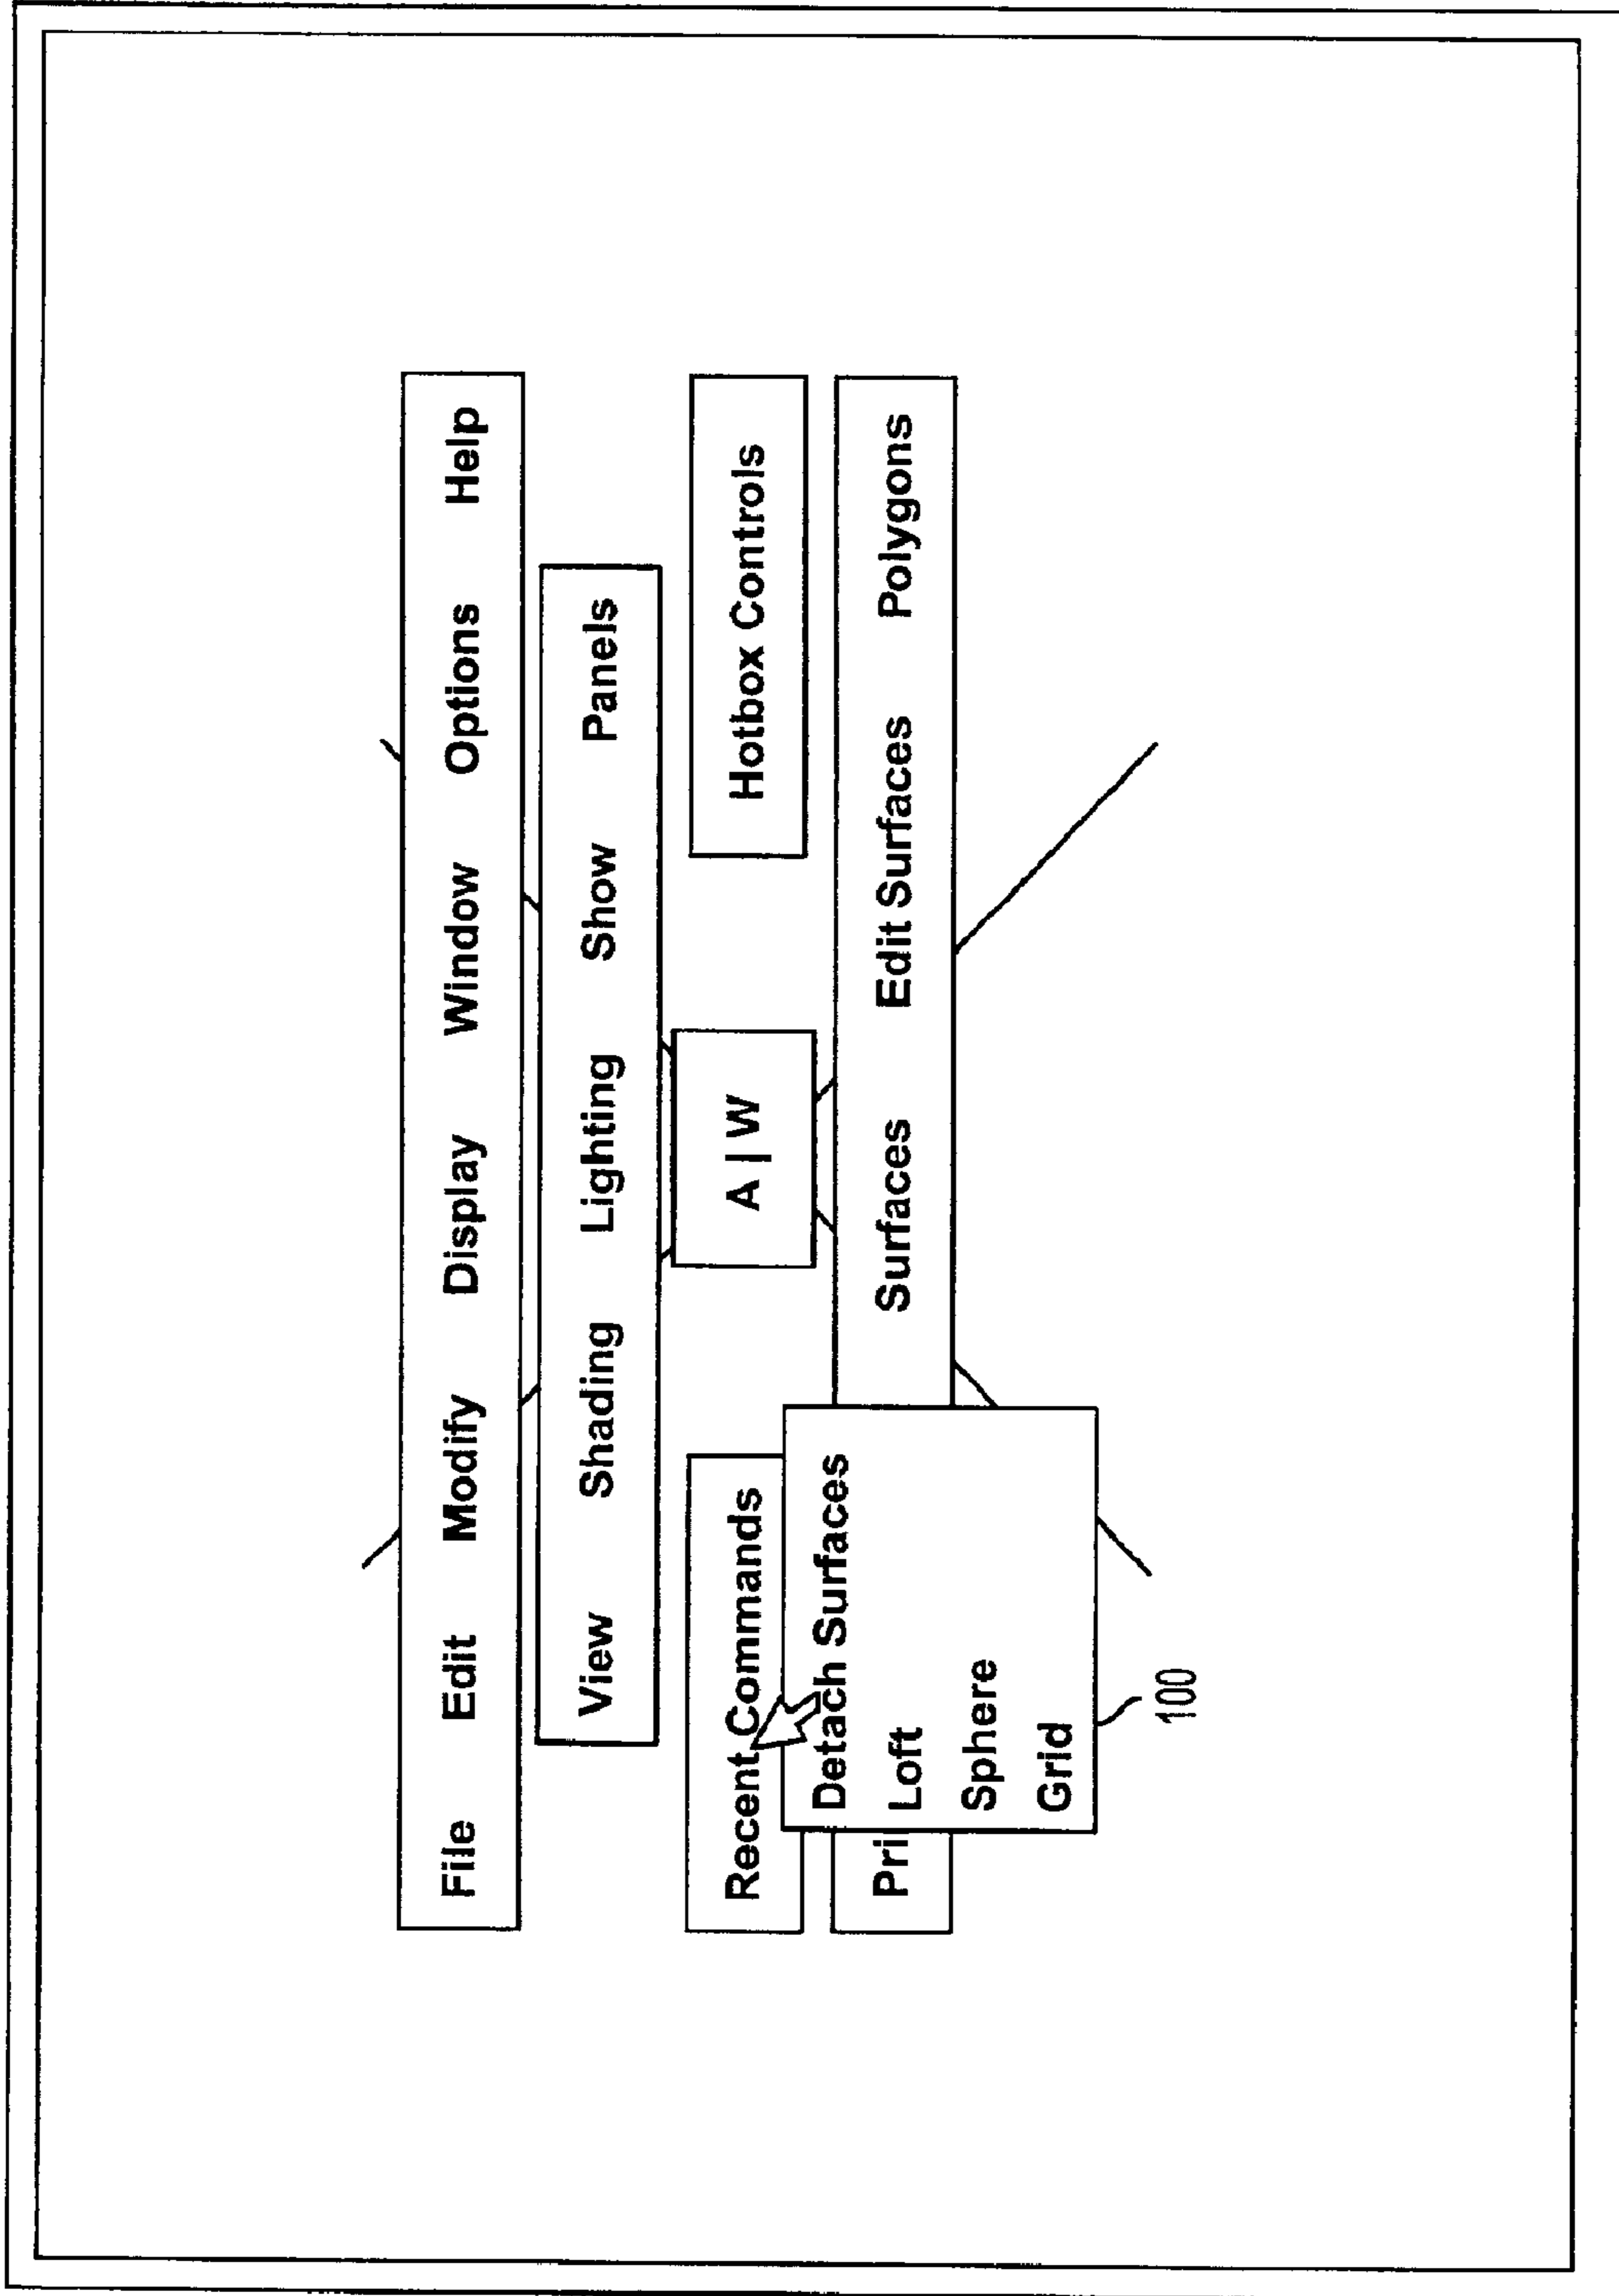 File Edit Modify Display Window Options Help
View Shading Lighting Show Panels
Recent Commands A | W Hotbox Controls
Pri Surfaces Edit Surfaces Polygons
Detach Surfaces
Loft
Sphere
Grid
100